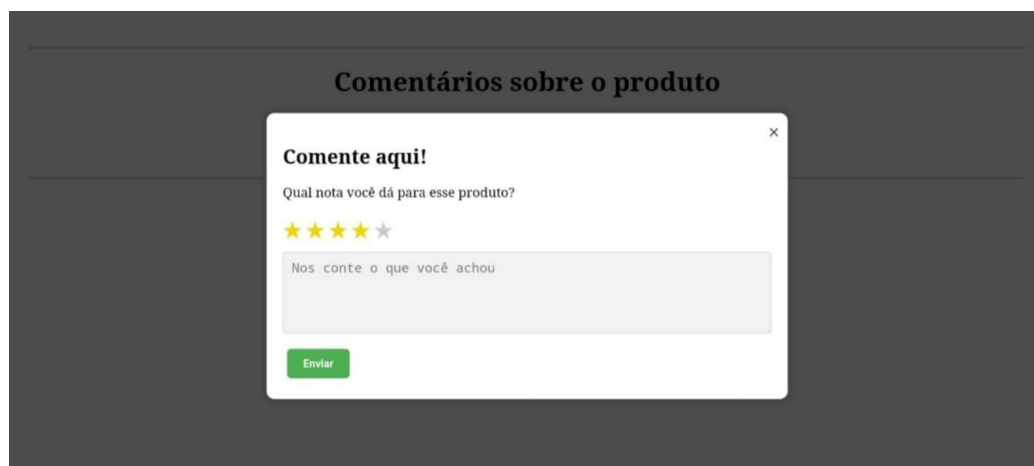 Comentários sobre o produto
×
Comente aqui!
Qual nota você dá para esse produto?
Nos conte o que você achou
Enviar